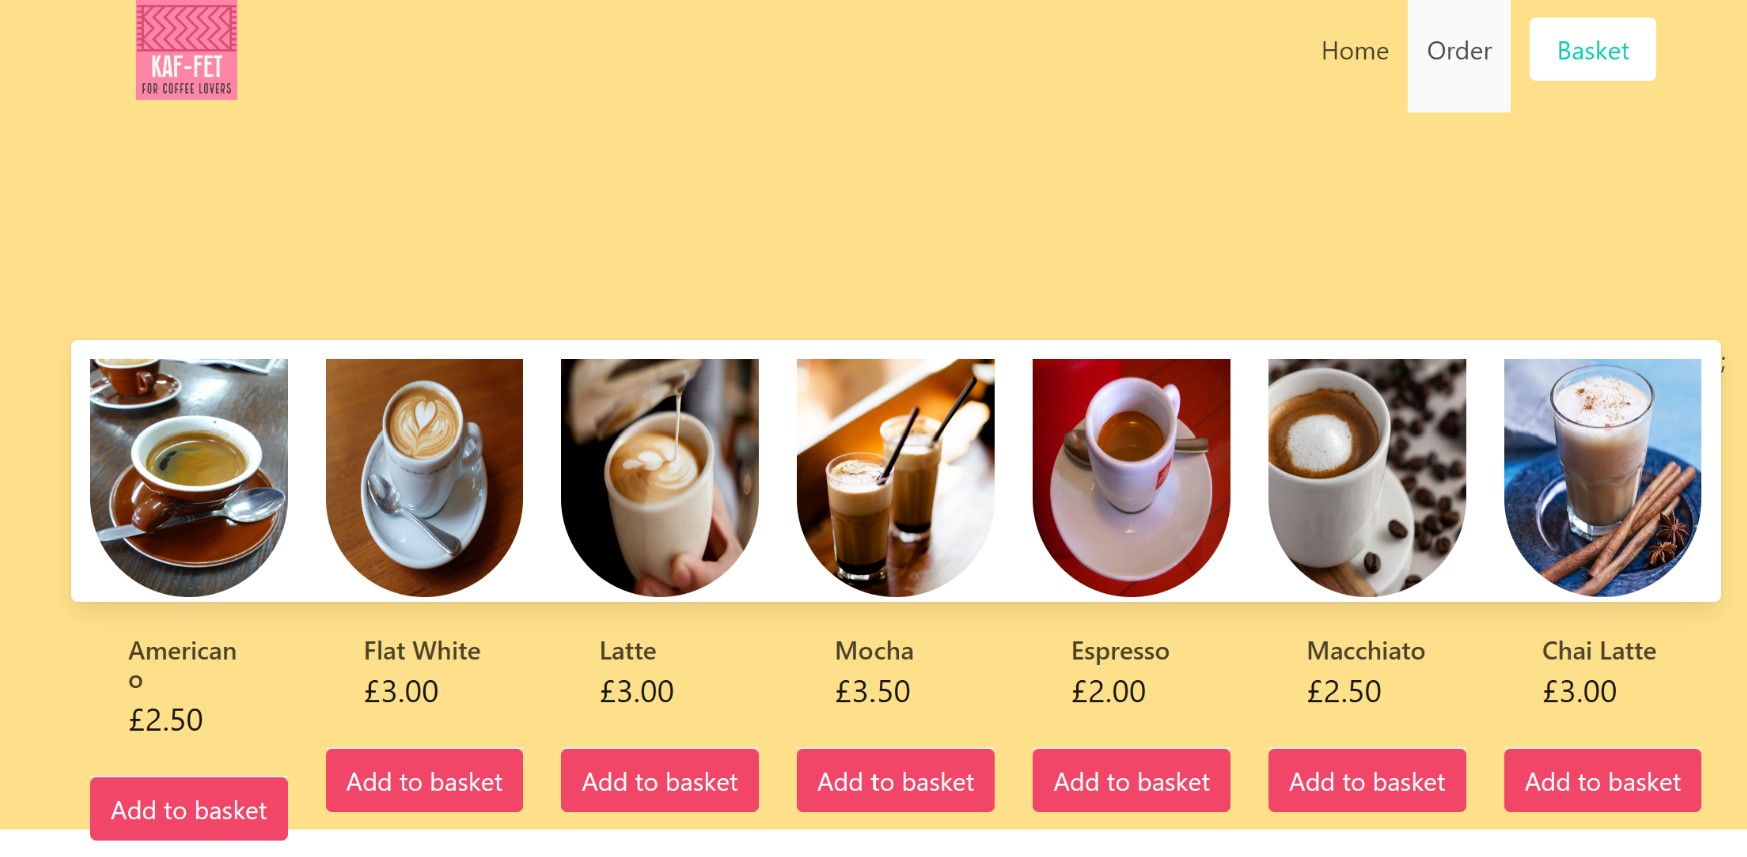 KAF-FET
FOR COFFEE LOVERS
Home
Order
Basket
;
American
o
£2.50
Add to basket
Flat White
£3.00
Add to basket
Latte
£3.00
Add to basket
Mocha
£3.50
Add to basket
Espresso
£2.00
Add to basket
Macchiato
£2.50
Add to basket
Chai Latte
£3.00
Add to basket